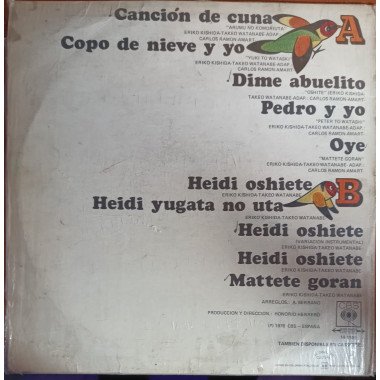 Canción de cuna
A
"ARUMU NO KOMORIUTA"
ERIKO KISHIDA-TAKEO WATANABE-ADAP.
CARLOS RAMON-AMART
Copo de nieve y yo
"YUKI TO WATASKI"
ERIKO KISHIDA-TAKEO WATANABE-ADAP.
CARLOS RAMON-AMART.
Dime abuelito
"OSHITE" (ERIKO KISHIDA-
TAKEO WATANABE-ADAP.: CARLOS RAMON-AMART.
Pedro y yo
"PETER TO WATASHI"
ERIKO KISHIDA-TAKEO WATANABE-ADAP.:
CARLOS RAMON-AMART.
Oye
"MATTETE GORAN"
ERIKO KISHIDA-TAKEO WATANABE- ADAP.:
CARLOS RAMON-AMART.
Heidi oshiete
B
ERIKO KISHIDA-TAKEO WATANABE
Heidi yugata no uta
ERIKO KISHIDA-TAKEO WATANABE
Heidi oshiete
(VARIACION INSTRUMENTAL)
ERIKO KISHIDA-TAKEO WATANABE
Heidi oshiete
ERIKO KISHIDA-TAKEO WATANABE
Mattete goran
ERIKO KISHIDA-TAKEO WATANABE
ARREGLOS: A. SERRANO
PRODUCCION Y DIRECCION: HONORIO HERRERO
(P) 1976 CBS - ESPAÑA
CBS
TAMBIEN DISPONIBLE EN CASSETTE